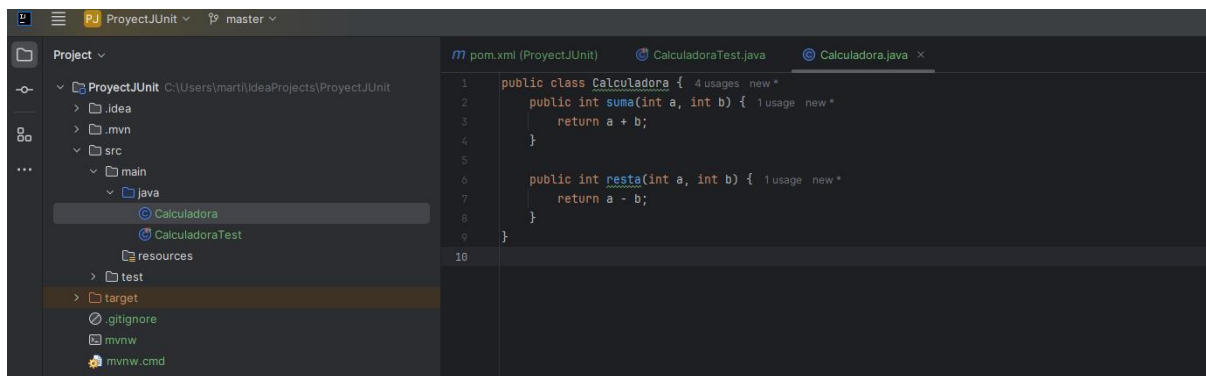 PJ ProyectJUnit master
Project
ProyectJUnit C:\Users\marti\IdeaProjects\ProyectJUnit
.idea
.mvn
src
main
java
Calculadora
CalculadoraTest
resources
test
target
.gitignore
mvnw
mvnw.cmd
m pom.xml (ProyectJUnit) CalculadoraTest.java Calculadora.java ×
1 public class Calculadora { 4 usages new *
2 public int suma(int a, int b) { 1 usage new *
3 return a + b;
4 }
5
6 public int resta(int a, int b) { 1 usage new *
7 return a - b;
8 }
9 }
10